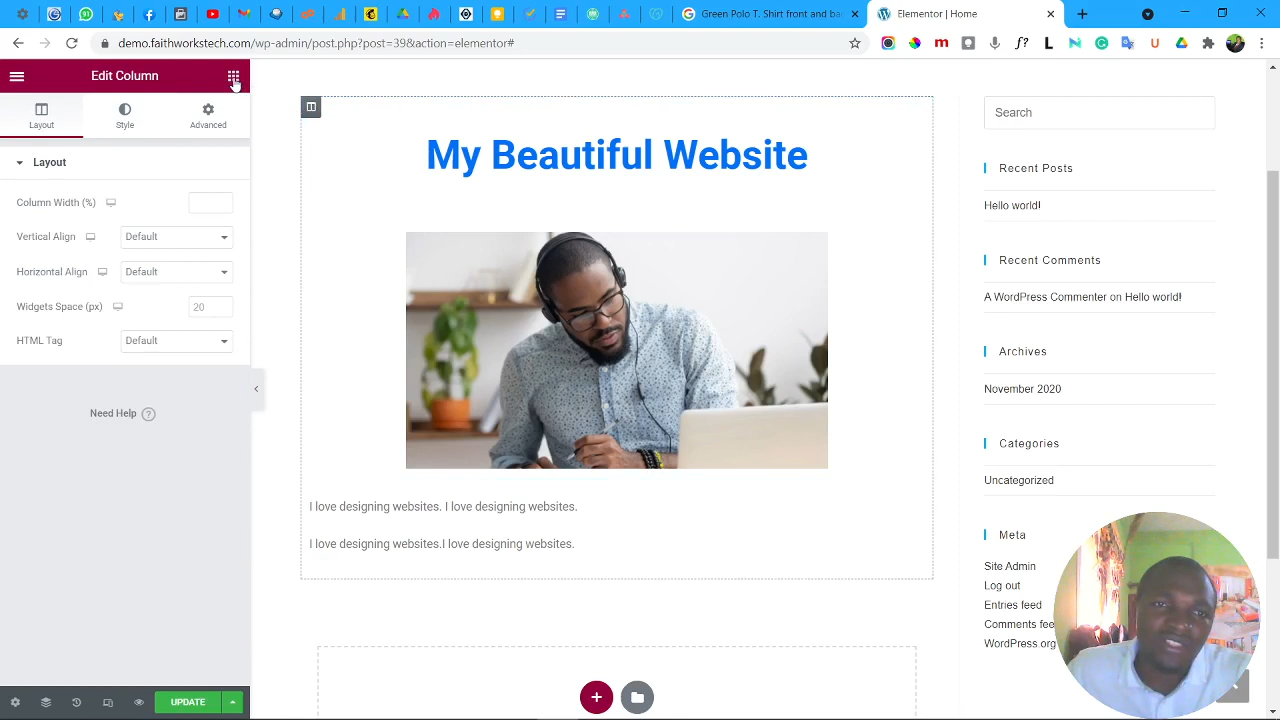 Green Polo T. Shirt front and ba
Elementor | Home
demo.faithworkstech.com/wp-admin/post.php?post=39&action=elementor#
Edit Column
Layout
Style
Advanced
Layout
Column Width (%)
Vertical Align
Default
Horizontal Align
Default
Widgets Space (px)
20
HTML Tag
Default
Need Help
UPDATE
My Beautiful Website
I love designing websites. I love designing websites.
I love designing websites.I love designing websites.
Search
Recent Posts
Hello world!
Recent Comments
A WordPress Commenter on Hello world!
Archives
November 2020
Categories
Uncategorized
Meta
Site Admin
Log out
Entries feed
Comments fee
WordPress.org